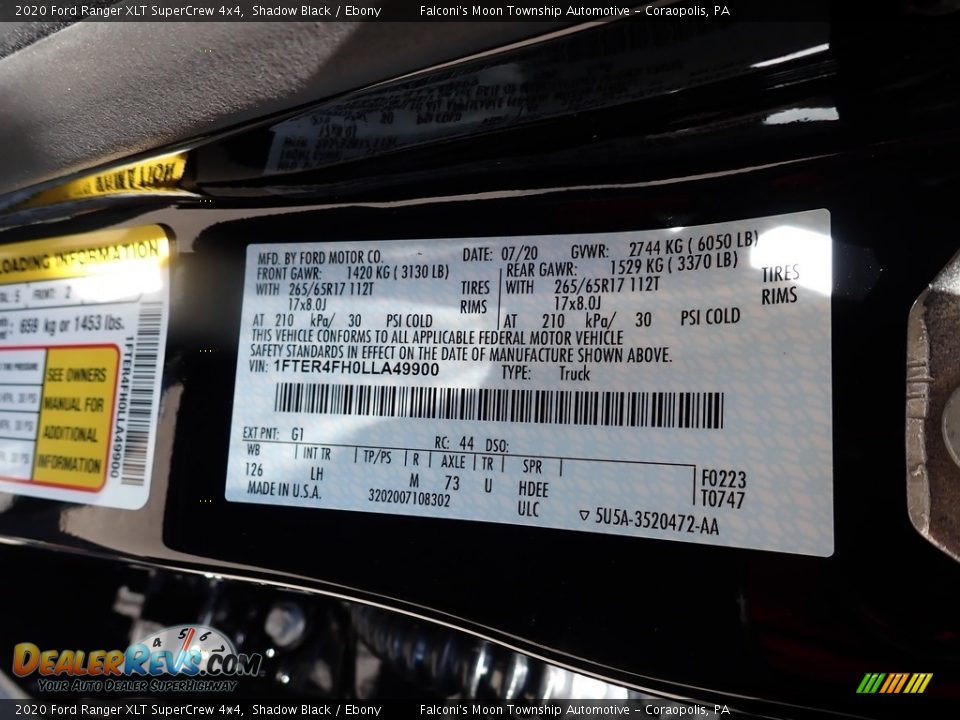 2020 Ford Ranger XLT SuperCrew 4x4,  Shadow Black / Ebony  Falconi's Moon Township Automotive - Coraopolis, PA
LOADING INFORMATION
659 kg or 1453 lbs.
SEE OWNERS
MANUAL FOR
ADDITIONAL
INFORMATION
1FTER4FH0LLA49900
MFD. BY FORD MOTOR CO.  DATE: 07/20  GVWR: 2744 KG ( 6050 LB)
FRONT GAWR: 1420 KG ( 3130 LB)  REAR GAWR: 1529 KG ( 3370 LB)
WITH 265/65R17 112T TIRES  WITH 265/65R17 112T TIRES
17x8.0J RIMS  17x8.0J RIMS
AT 210 kPa/ 30 PSI COLD  AT 210 kPa/ 30 PSI COLD
THIS VEHICLE CONFORMS TO ALL APPLICABLE FEDERAL MOTOR VEHICLE
SAFETY STANDARDS IN EFFECT ON THE DATE OF MANUFACTURE SHOWN ABOVE.
VIN: 1FTER4FH0LLA49900  TYPE: Truck
EXT PNT: G1  RC: 44 DSO:
WB INT TR TP/PS R AXLE TR SPR
126 LH M 73 U HDEE F0223
MADE IN U.S.A. 3202007108302 ULC T0747
5U5A-3520472-AA
DEALERREVS.COM
YOUR AUTO DEALER SUPERHIGHWAY
2020 Ford Ranger XLT SuperCrew 4x4,  Shadow Black / Ebony  Falconi's Moon Township Automotive - Coraopolis, PA